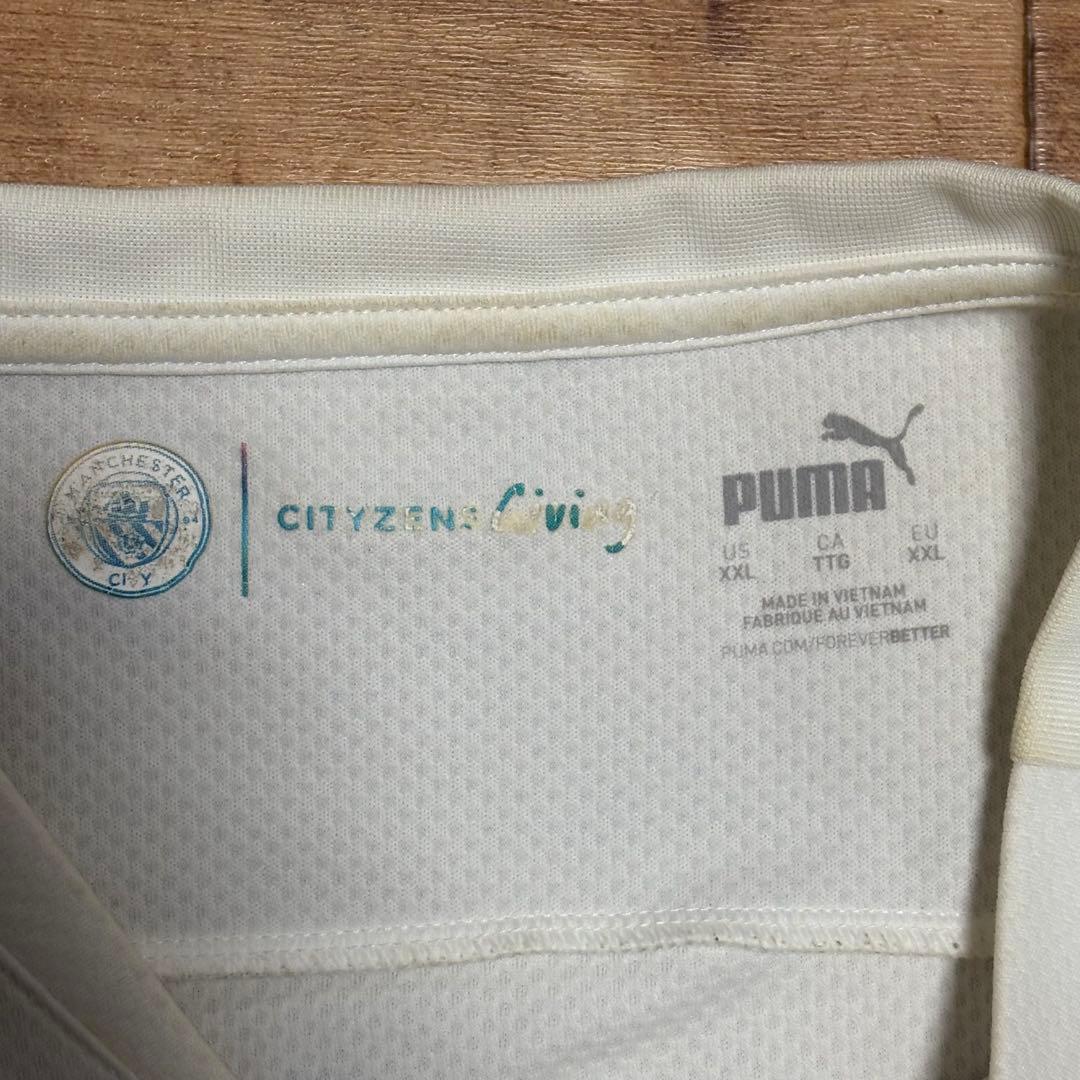 MANCHESTER
CITY
CITYZENS Giving
PUMA
US CA EU
XXL TTG XXL
MADE IN VIETNAM
FABRIQUÉ AU VIETNAM
PUMA.COM/FOREVERBETTER